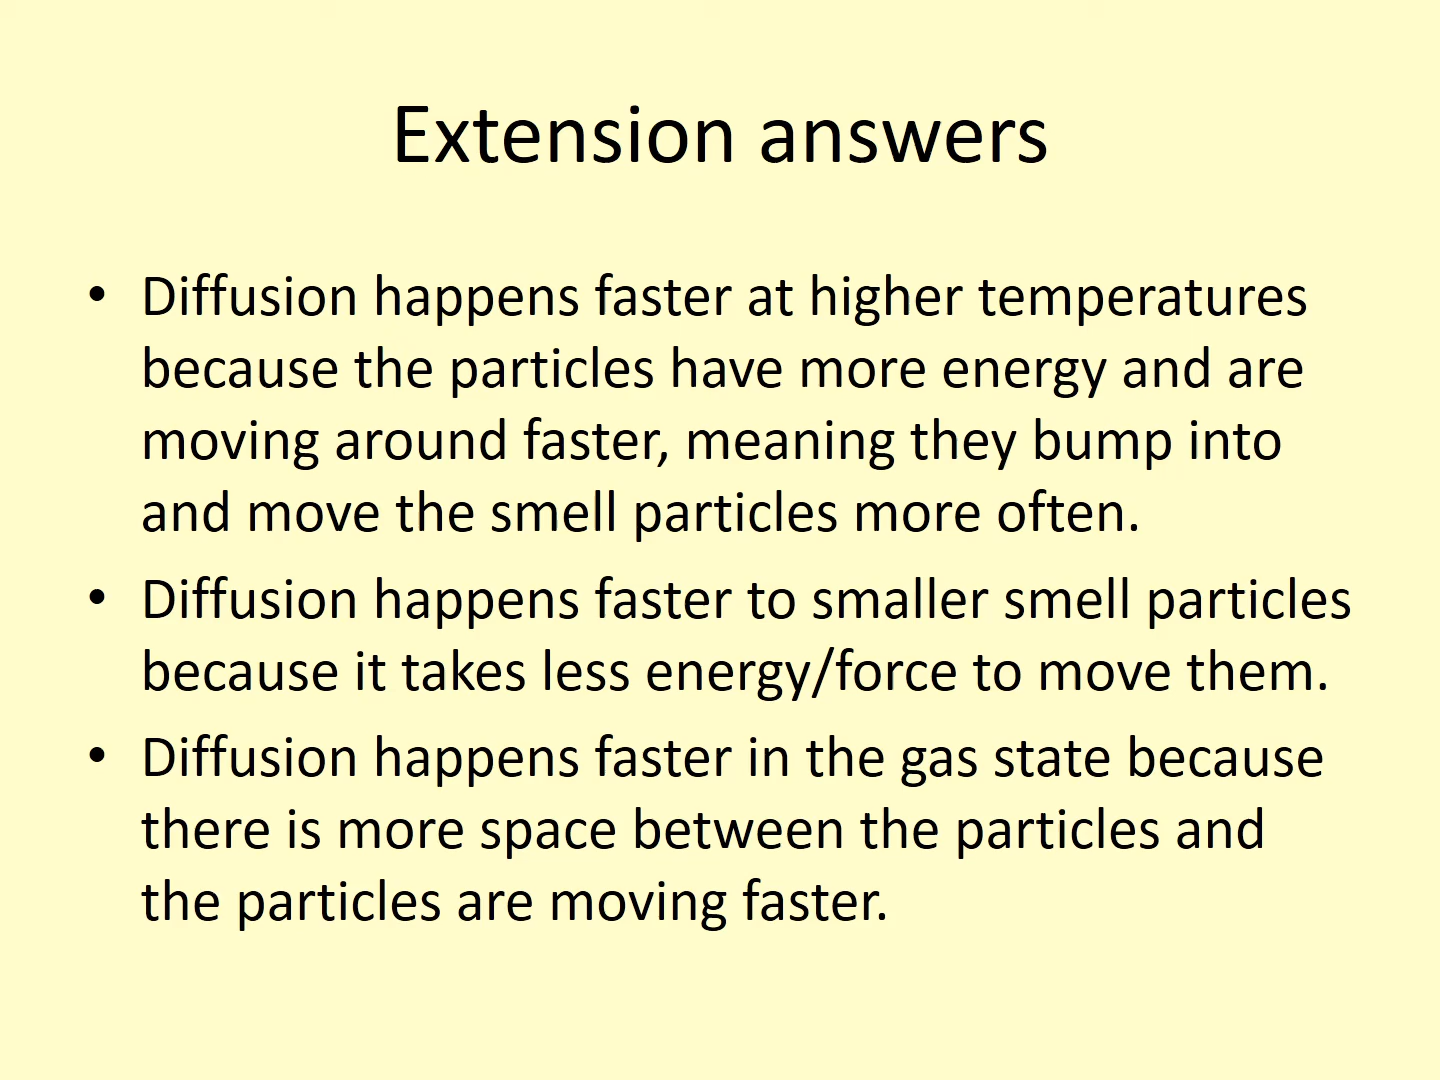 Extension answers
• Diffusion happens faster at higher temperatures
because the particles have more energy and are
moving around faster, meaning they bump into
and move the smell particles more often.
• Diffusion happens faster to smaller smell particles
because it takes less energy/force to move them.
• Diffusion happens faster in the gas state because
there is more space between the particles and
the particles are moving faster.